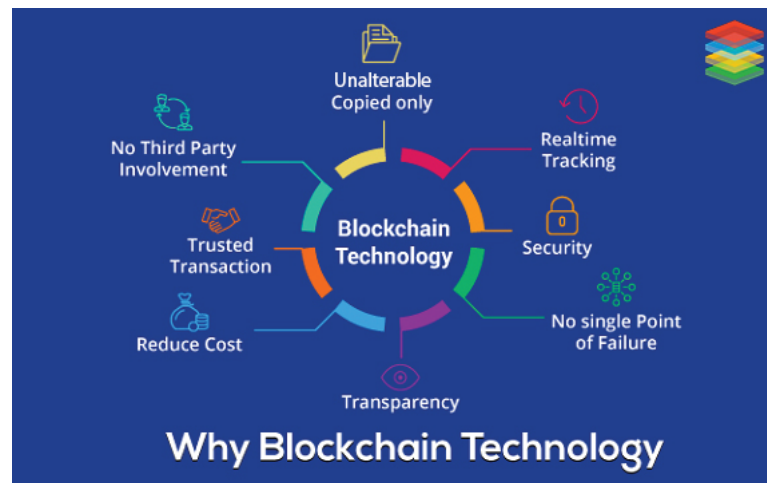 Unalterable
Copied only
Realtime
Tracking
Security
No single Point
of Failure
Transparency
Reduce Cost
Trusted
Transaction
No Third Party
Involvement
Blockchain
Technology
Why Blockchain Technology